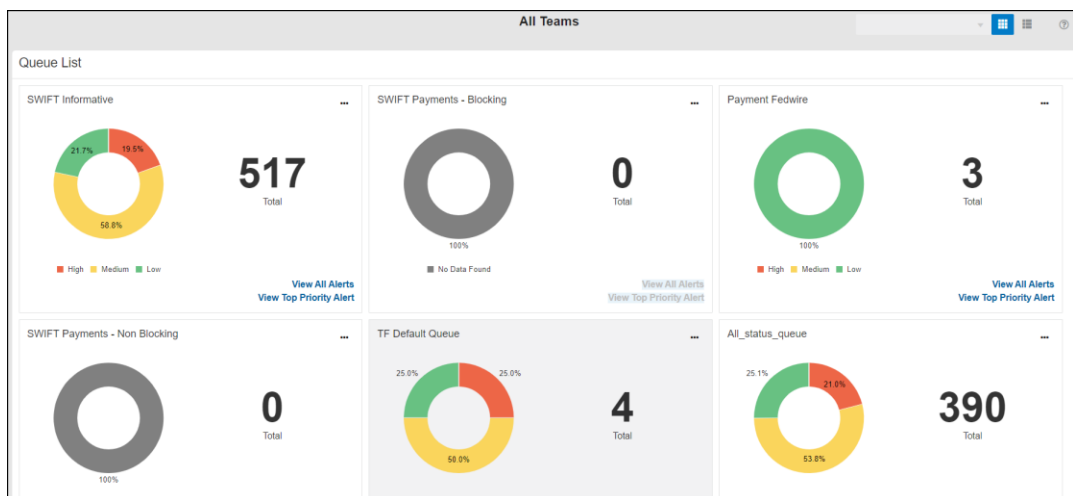 All Teams
Queue List
SWIFT Informative
...
21.7%
19.5%
58.8%
517
Total
High Medium Low
View All Alerts
View Top Priority Alert
SWIFT Payments - Blocking
...
100%
0
Total
No Data Found
View All Alerts
View Top Priority Alert
Payment Fedwire
...
100%
3
Total
High Medium Low
View All Alerts
View Top Priority Alert
SWIFT Payments - Non Blocking
...
100%
0
Total
TF Default Queue
...
25.0%
25.0%
50.0%
4
Total
All_status_queue
...
25.1%
21.0%
53.8%
390
Total